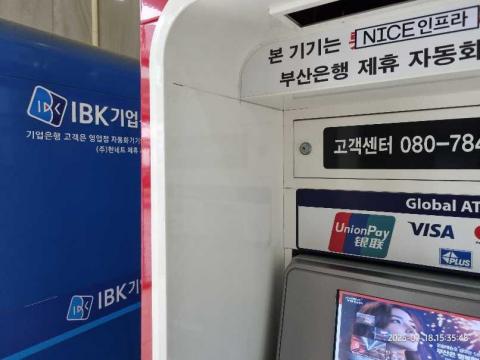 IBK기업
기업은행 고객은 영업점 자동화기기
(주)한네트 제휴
IBK기업
본 기기는 NICE인프라
부산은행 제휴 자동화
고객센터 080-784
Global AT
UnionPay
银联
VISA
PLUS